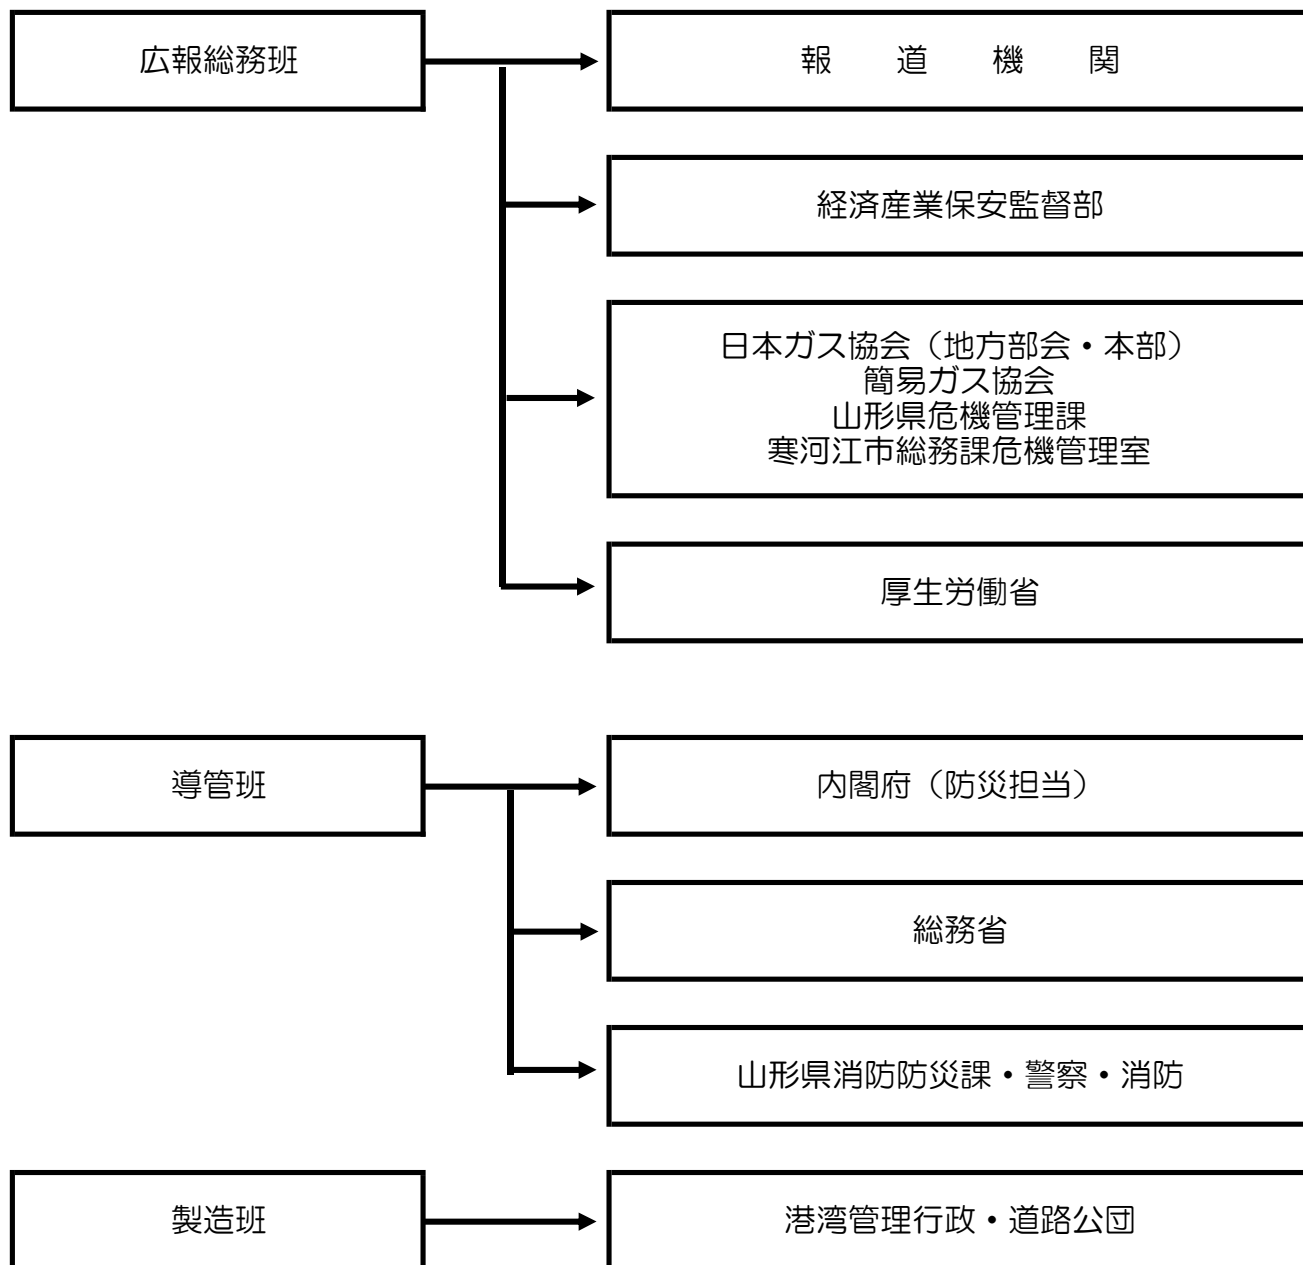 広報総務班
報　道　機　関
経済産業保安監督部
日本ガス協会（地方部会・本部）
簡易ガス協会
山形県危機管理課
寒河江市総務課危機管理室
厚生労働省
導管班
内閣府（防災担当）
総務省
山形県消防防災課・警察・消防
製造班
港湾管理行政・道路公団